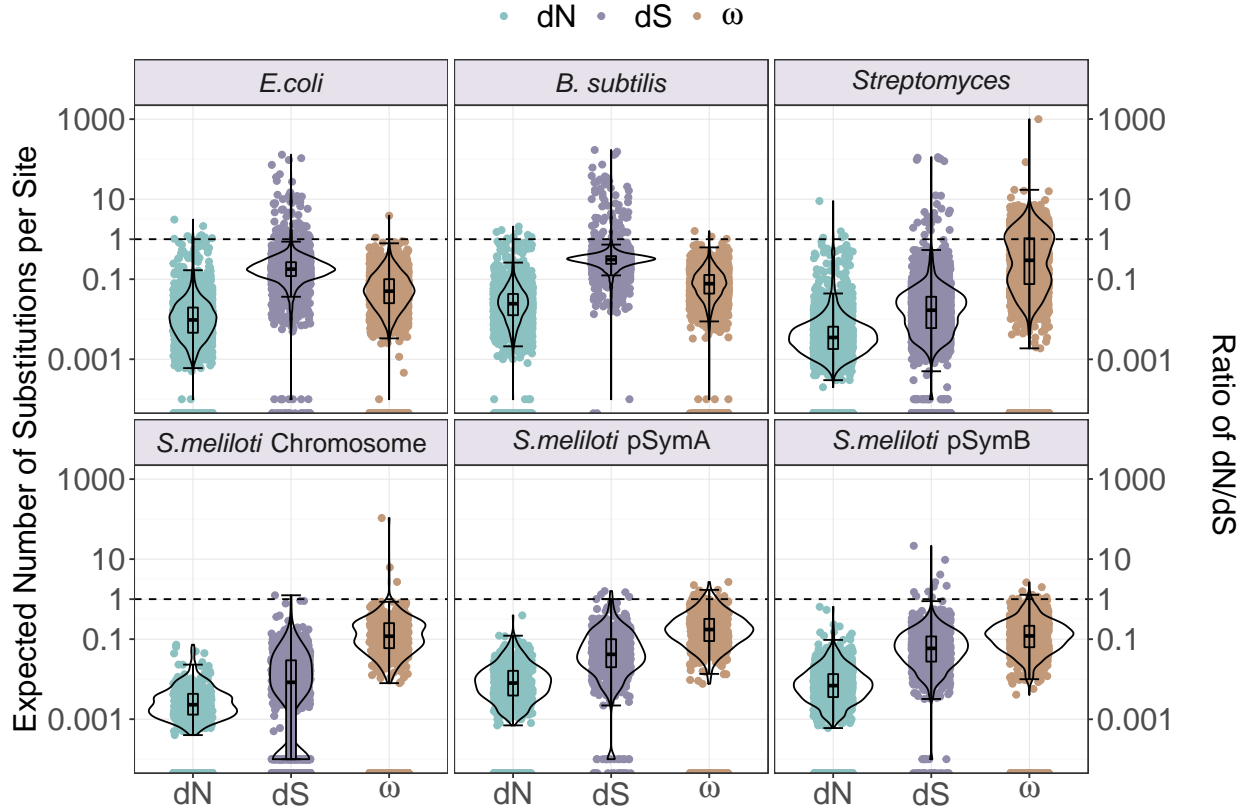 dN dS ω
E.coli B. subtilis Streptomyces
1000 1000
10 10
1 1
0.1 0.1
0.001 0.001
S.meliloti Chromosome S.meliloti pSymA S.meliloti pSymB
1000 1000
10 10
1 1
0.1 0.1
0.001 0.001
dN dS ω dN dS ω dN dS ω
Expected Number of Substitutions per Site
Ratio of dN/dS